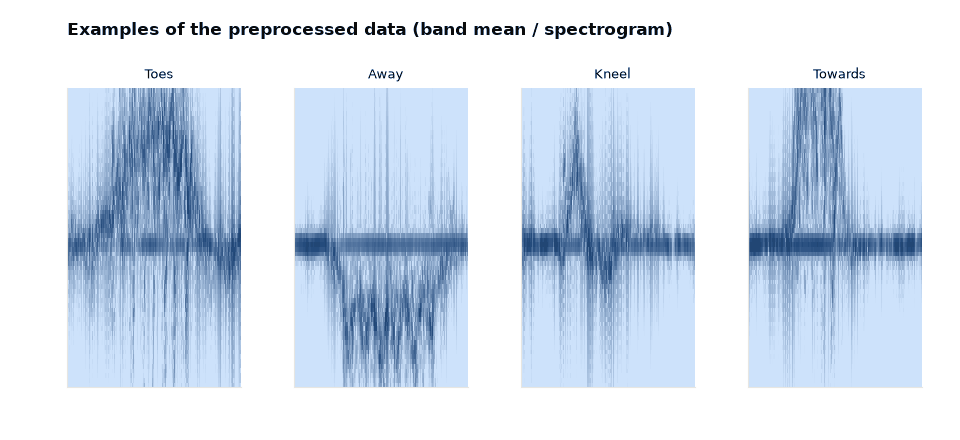 Examples of the preprocessed data (band mean / spectrogram)
Toes
Away
Kneel
Towards